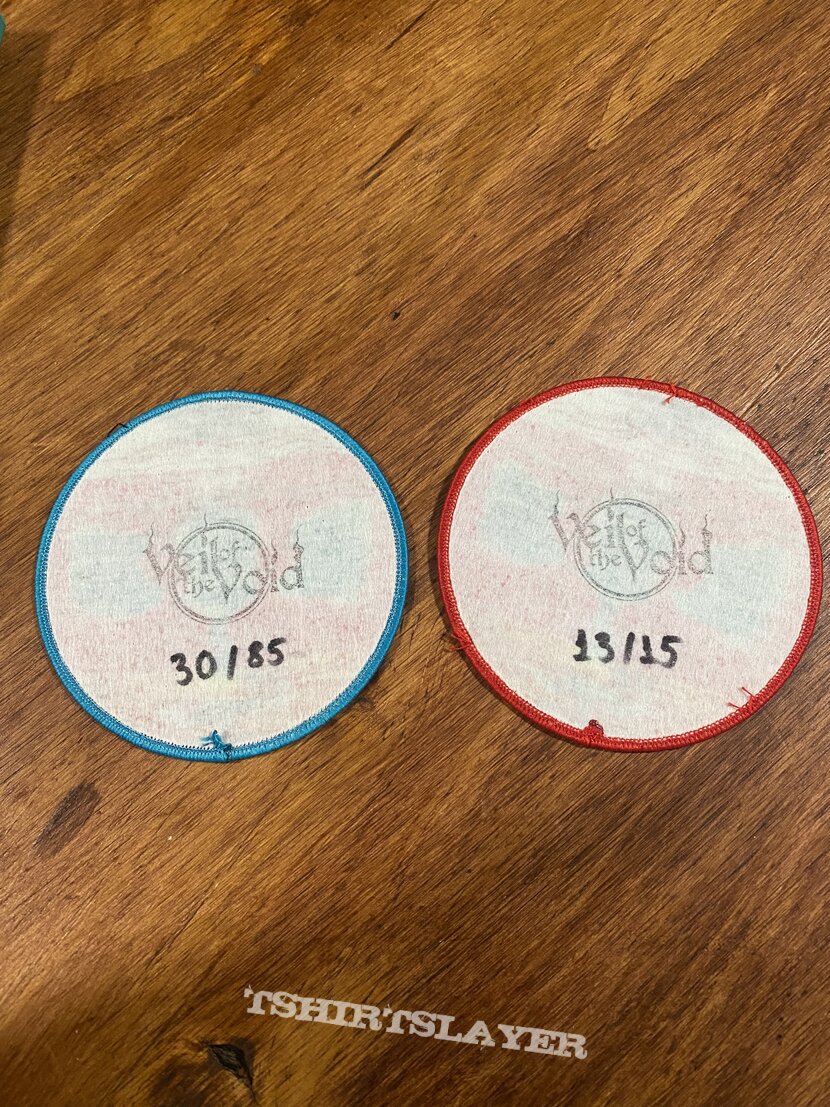 Veil of
the Void
30/85
Veil of
the Void
13/15
TSHIRTSLAYER